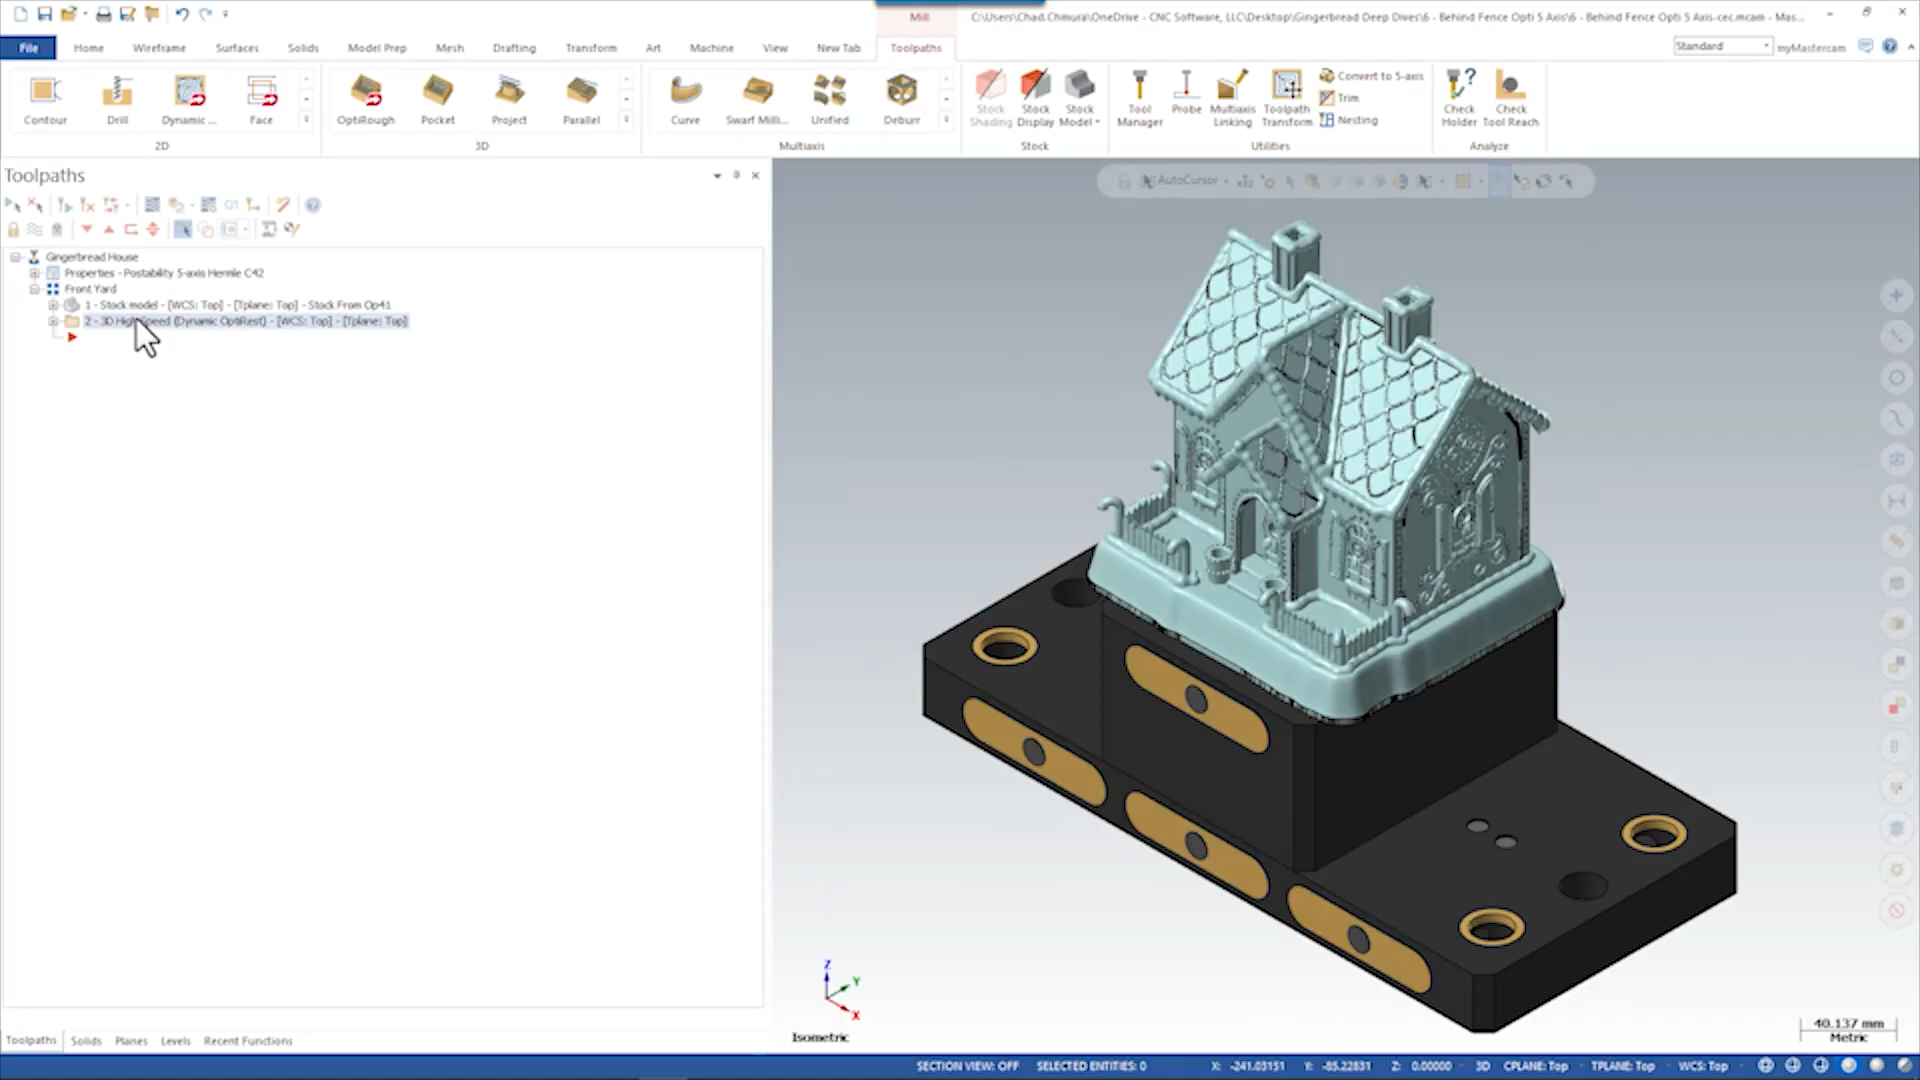 Mill
C:\Users\Chad.Chmura\OneDrive - CNC Software, LLC\Desktop\Gingerbread Deep Dives\6 - Behind Fence Opti 5 Axis\6 - Behind Fence Opti 5 Axis-cec.mcam - Mas...
File Home Wireframe Surfaces Solids Model Prep Mesh Drafting Transform Art Machine View New Tab Toolpaths
Standard myMastercam
Contour Drill Dynamic ... Face
OptiRough Pocket Project Parallel
Curve Swarf Milli... Unified Deburr
Stock Shading Stock Display Stock Model
Tool Manager Probe Multiaxis Linking Toolpath Transform
Convert to 5-axis
Trim
Nesting
Check Holder Check Tool Reach
2D 3D Multiaxis Stock Utilities Analyze
Toolpaths
AutoCursor
G1
Gingerbread House
Properties - Postability 5-axis Hermle C42
Front Yard
1 - Stock model - [WCS: Top] - [Tplane: Top] - Stock From Op41
2 - 3D High Speed (Dynamic OptiRest) - [WCS: Top] - [Tplane: Top]
Z
Y
X
Isometric
40.137 mm
Metric
Toolpaths Solids Planes Levels Recent Functions
SECTION VIEW: OFF SELECTED ENTITIES: 0 X: -241.03151 Y: -85.22831 Z: 0.00000 3D CPLANE: Top TPLANE: Top WCS: Top